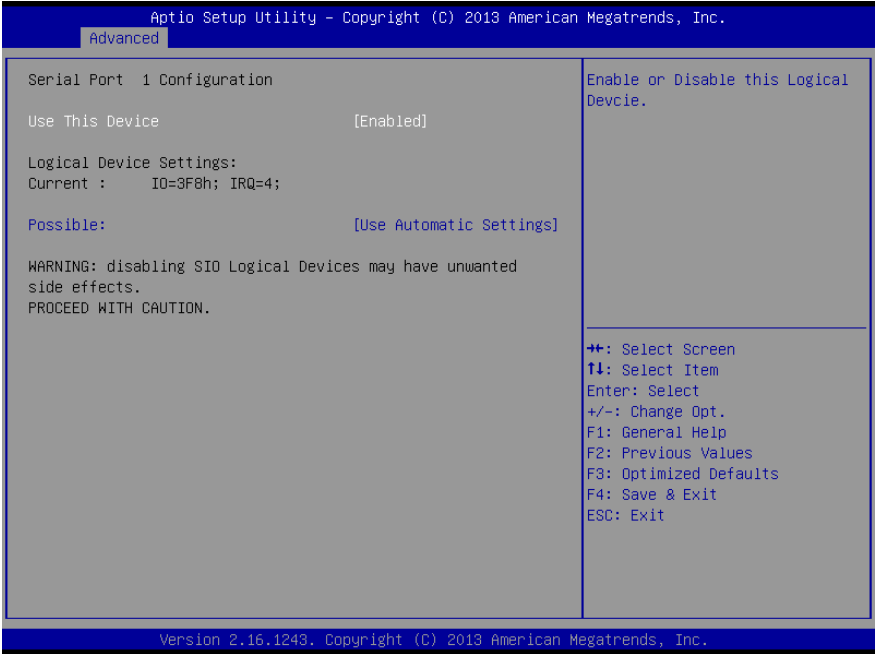 Aptio Setup Utility – Copyright (C) 2013 American Megatrends, Inc.
Advanced
Serial Port 1 Configuration
Use This Device [Enabled]
Logical Device Settings:
Current : IO=3F8h; IRQ=4;
Possible: [Use Automatic Settings]
WARNING: disabling SIO Logical Devices may have unwanted
side effects.
PROCEED WITH CAUTION.
Enable or Disable this Logical
Devcie.
→←: Select Screen
↑↓: Select Item
Enter: Select
+/-: Change Opt.
F1: General Help
F2: Previous Values
F3: Optimized Defaults
F4: Save & Exit
ESC: Exit
Version 2.16.1243. Copyright (C) 2013 American Megatrends, Inc.